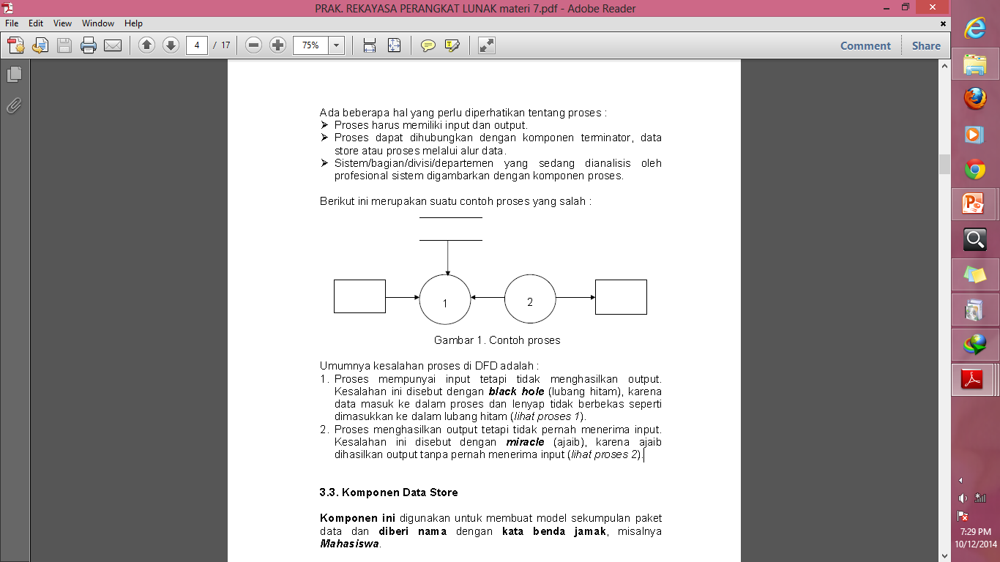 PRAK. REKAYASA PERANGKAT LUNAK materi 7.pdf - Adobe Reader
File Edit View Window Help
4 / 17 75% Comment Share
Ada beberapa hal yang perlu diperhatikan tentang proses :
➢ Proses harus memiliki input dan output.
➢ Proses dapat dihubungkan dengan komponen terminator, data
store atau proses melalui alur data.
➢ Sistem/bagian/divisi/departemen yang sedang dianalisis oleh
profesional sistem digambarkan dengan komponen proses.
Berikut ini merupakan suatu contoh proses yang salah :
1 2
Gambar 1. Contoh proses
Umumnya kesalahan proses di DFD adalah :
1. Proses mempunyai input tetapi tidak menghasilkan output.
Kesalahan ini disebut dengan black hole (lubang hitam), karena
data masuk ke dalam proses dan lenyap tidak berbekas seperti
dimasukkan ke dalam lubang hitam (lihat proses 1).
2. Proses menghasilkan output tetapi tidak pernah menerima input.
Kesalahan ini disebut dengan miracle (ajaib), karena ajaib
dihasilkan output tanpa pernah menerima input (lihat proses 2).
3.3. Komponen Data Store
Komponen ini digunakan untuk membuat model sekumpulan paket
data dan diberi nama dengan kata benda jamak, misalnya
Mahasiswa.
7:29 PM
10/12/2014